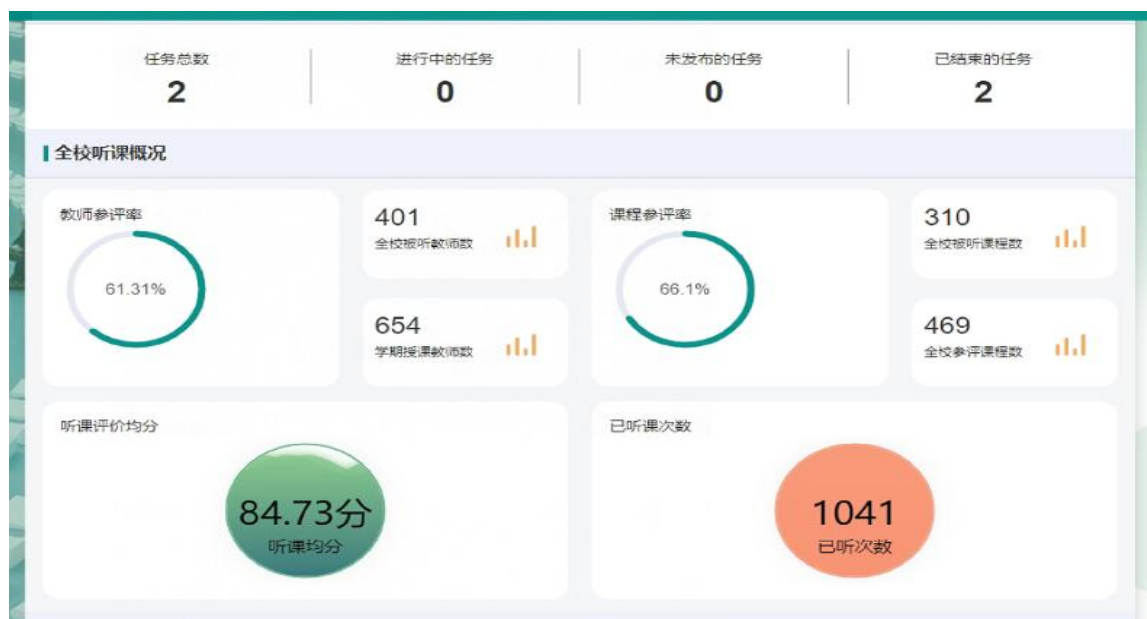 任务总数
2
进行中的任务
0
未发布的任务
0
已结束的任务
2
全校听课概况
教师参评率
61.31%
401
全校被听教师数
654
学期授课教师数
课程参评率
66.1%
310
全校被听课程数
469
全校参评课程数
听课评价均分
84.73分
听课均分
已听课次数
1041
已听次数